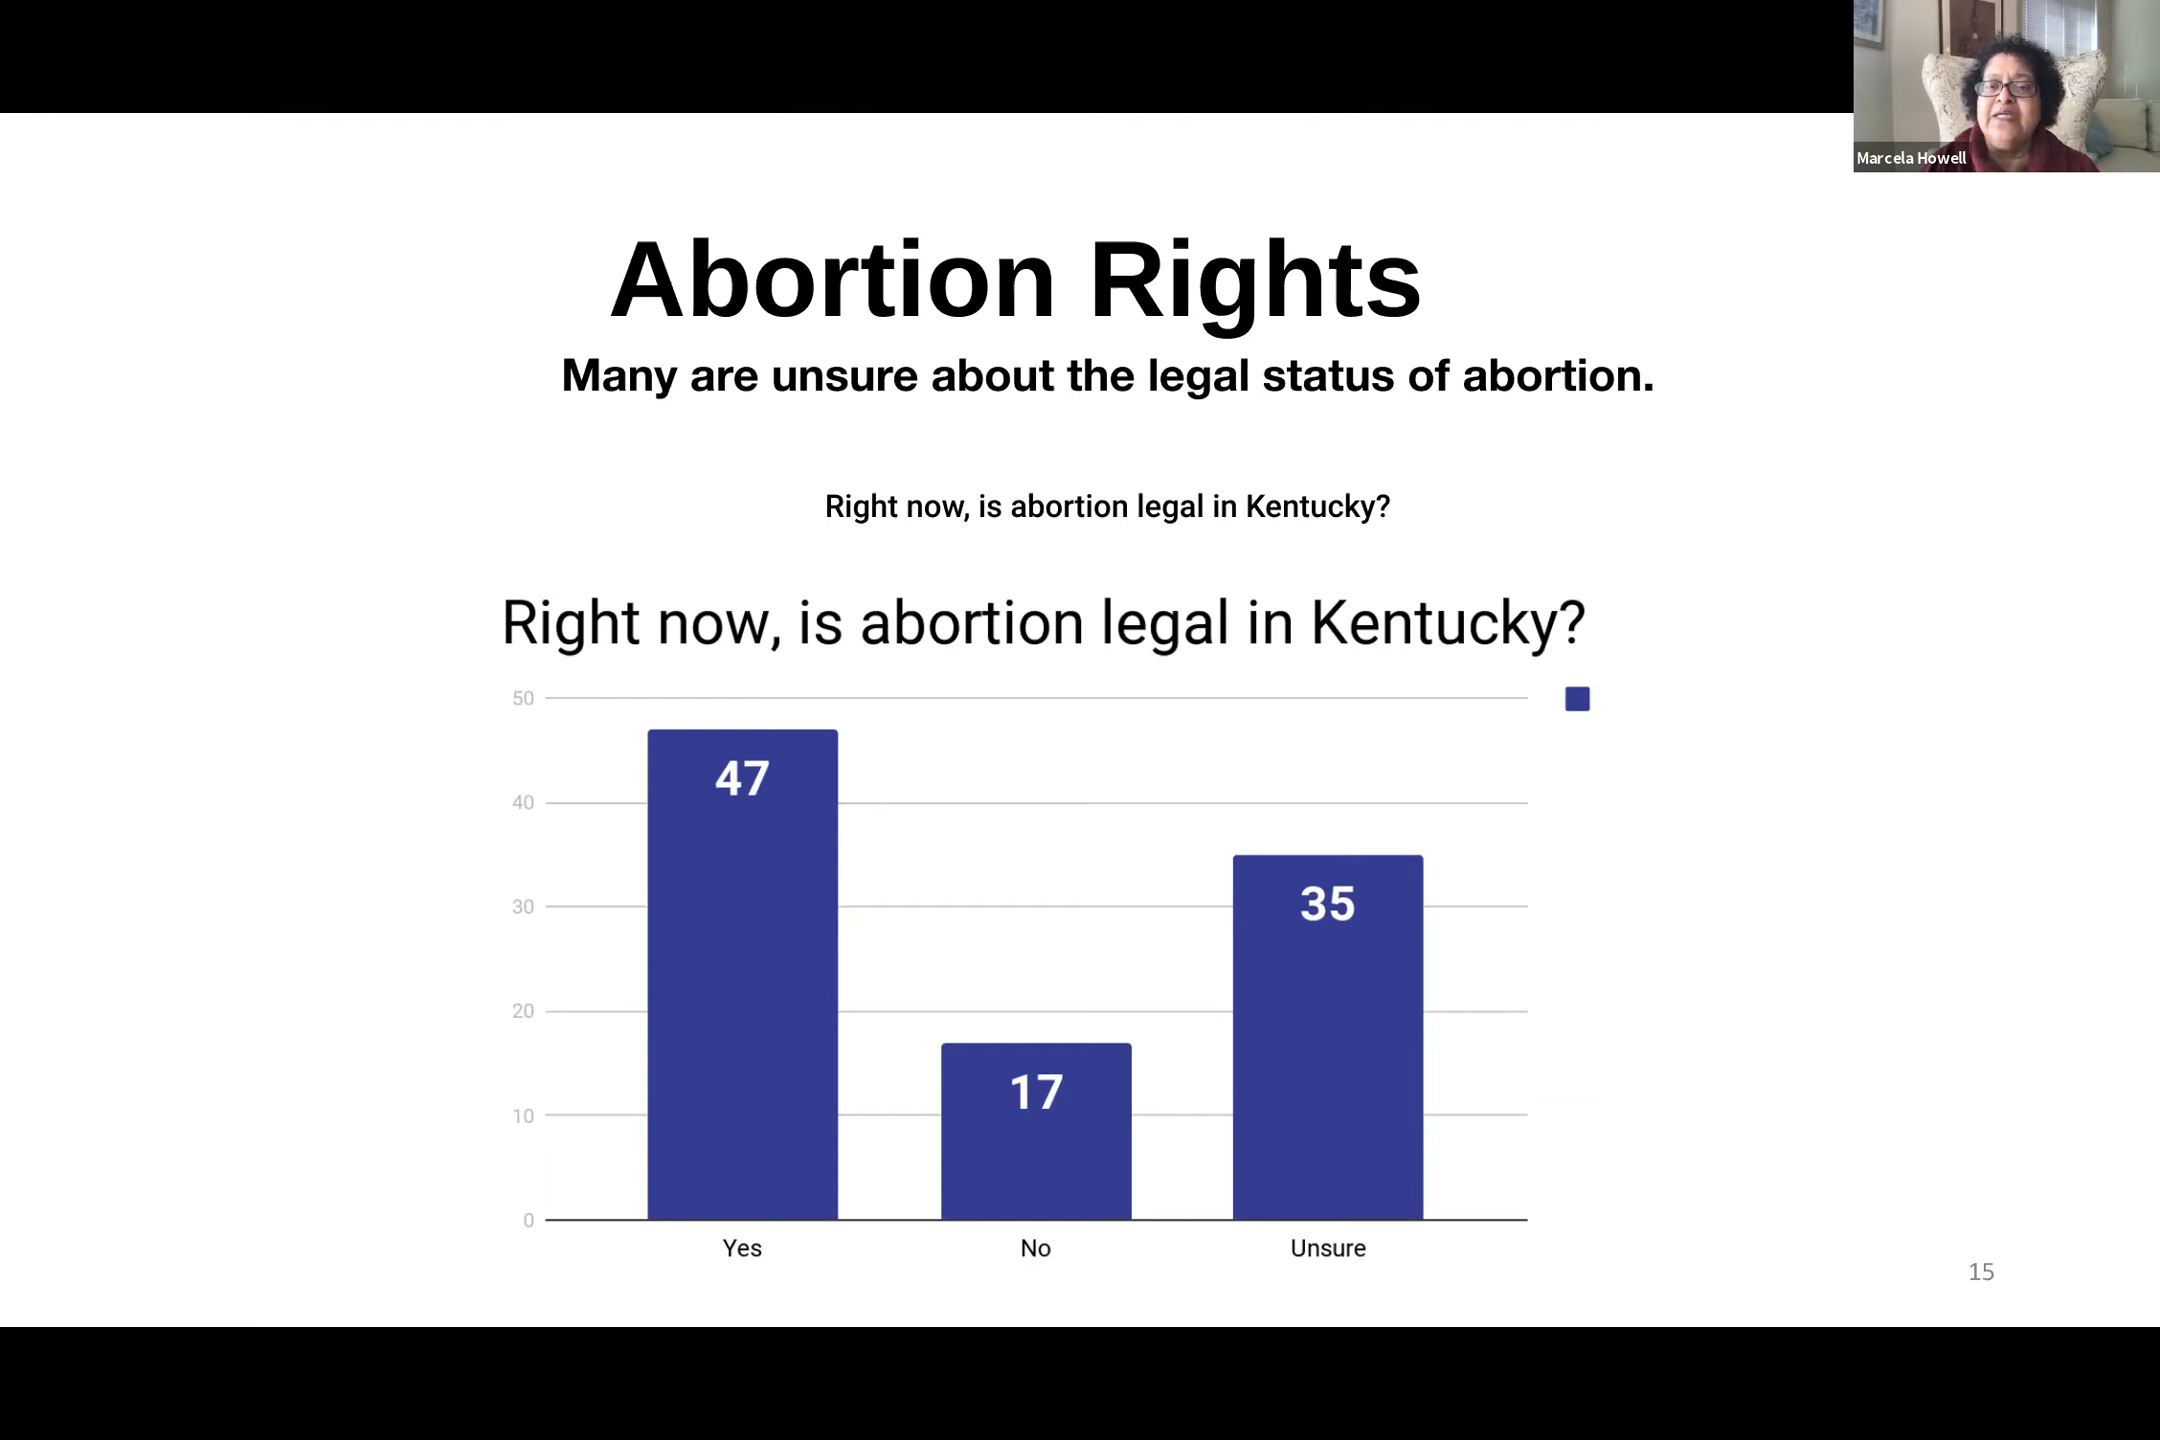 Marcela Howell
Abortion Rights
Many are unsure about the legal status of abortion.
Right now, is abortion legal in Kentucky?
Right now, is abortion legal in Kentucky?
50
47
40
35
30
20
17
10
0
Yes No Unsure
15